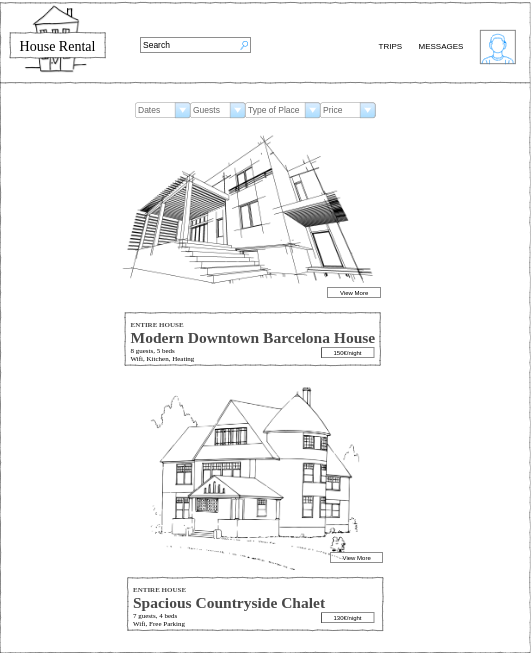 House Rental
Search
TRIPS
MESSAGES
Dates
Guests
Type of Place
Price
View More
ENTIRE HOUSE
Modern Downtown Barcelona House
8 guests, 5 beds
150€/night
Wifi, Kitchen, Heating
View More
ENTIRE HOUSE
Spacious Countryside Chalet
7 guests, 4 beds
130€/night
Wifi, Free Parking